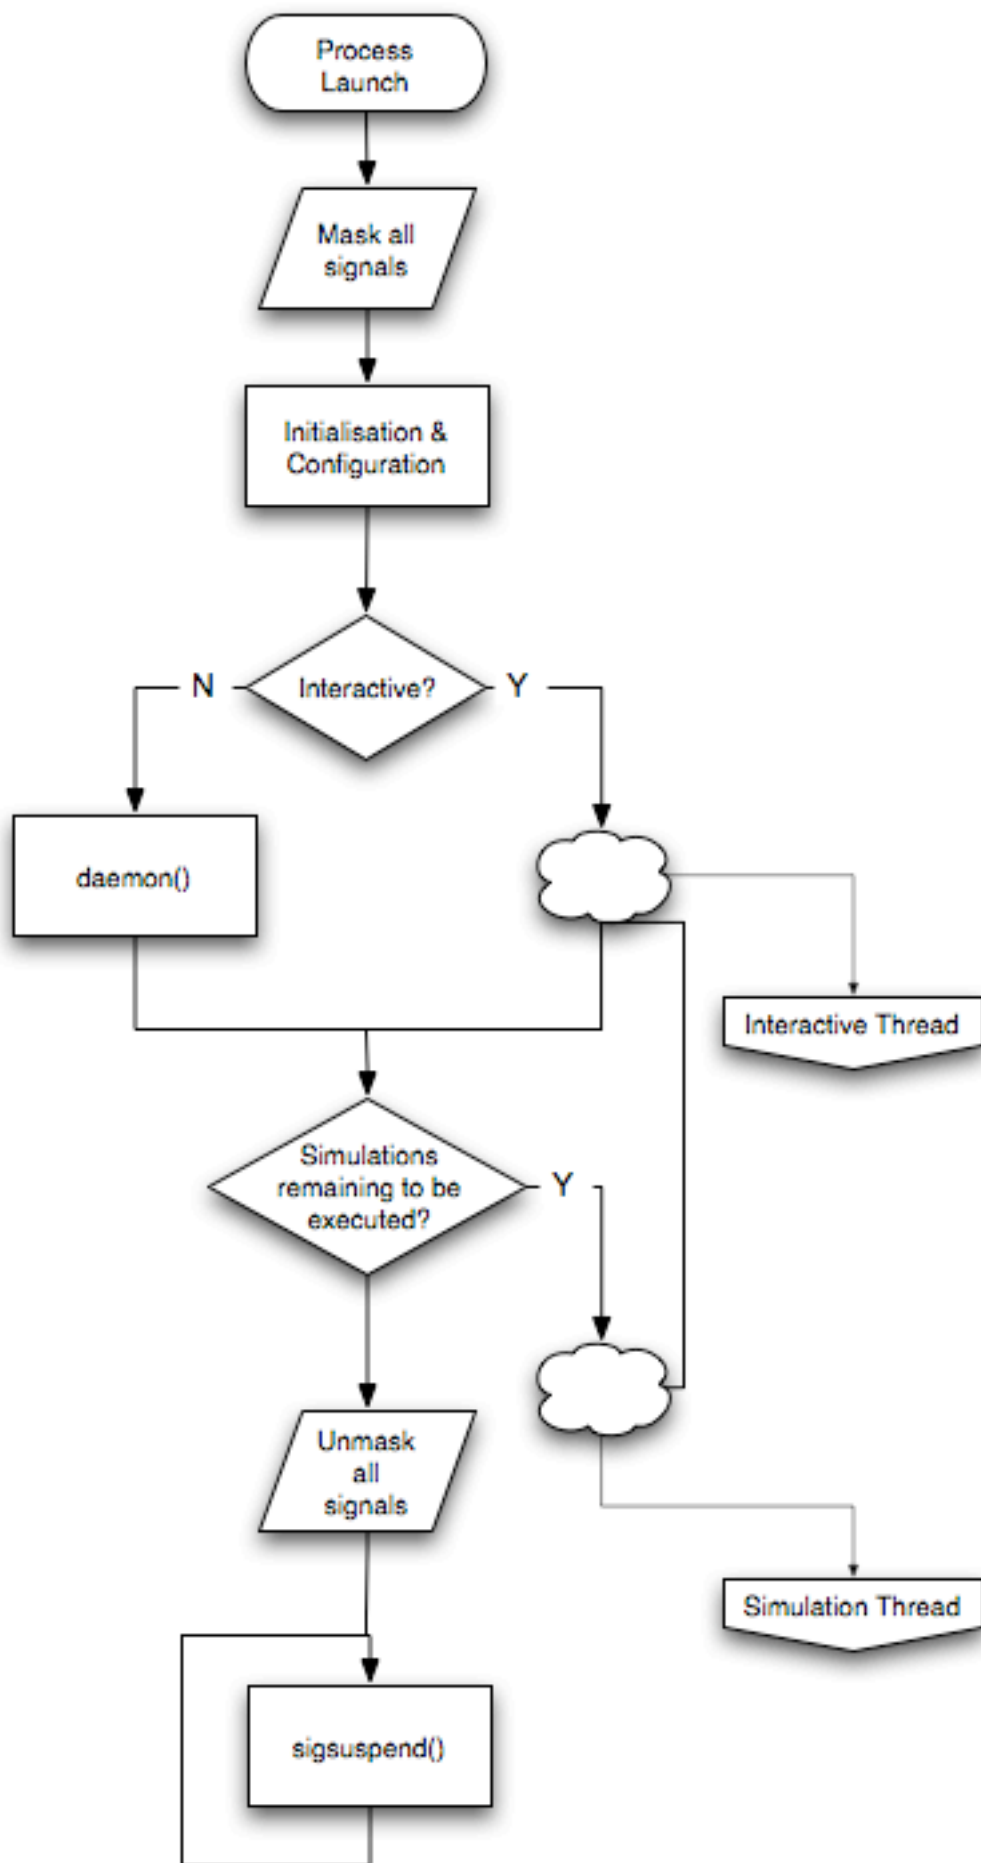 Process
Launch
Mask all
signals
Initialisation &
Configuration
N
Interactive?
Y
daemon()
Interactive Thread
Simulations
remaining to be
executed?
Y
Unmask
all
signals
Simulation Thread
sigsuspend()